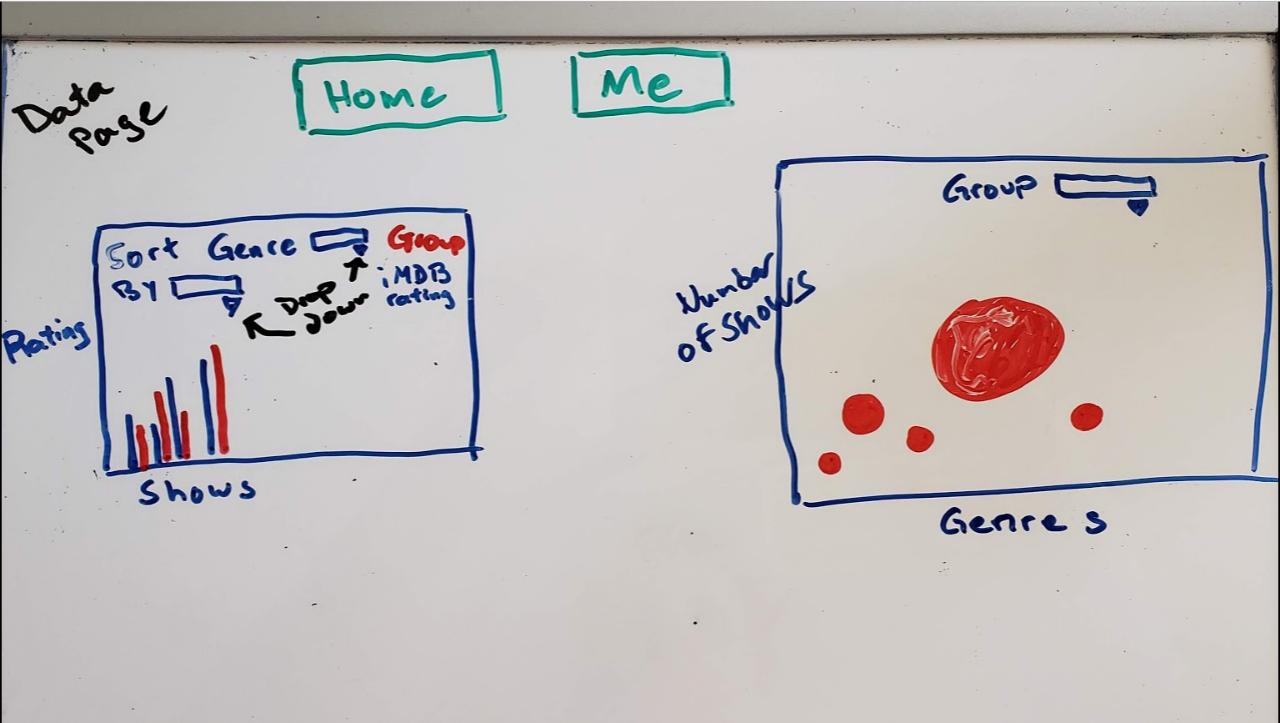 Data
Page
Home
Me
Sort Genre Group
By
iMDB
rating
Drop
down
Rating
Shows
Group
Number
of Shows
Genres